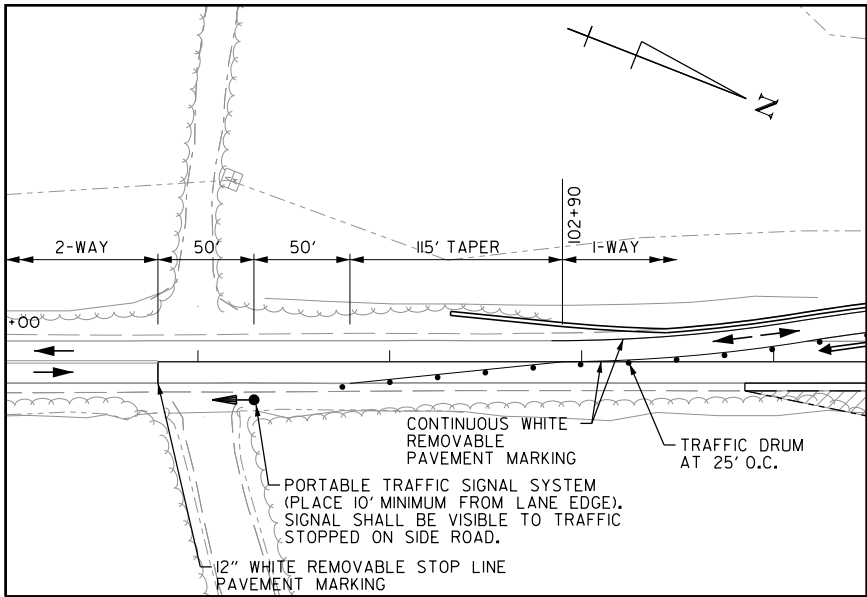 N
102+90
2-WAY
50'
50'
115' TAPER
1-WAY
+00
CONTINUOUS WHITE
REMOVABLE
PAVEMENT MARKING
TRAFFIC DRUM
AT 25' O.C.
PORTABLE TRAFFIC SIGNAL SYSTEM
(PLACE 10' MINIMUM FROM LANE EDGE).
SIGNAL SHALL BE VISIBLE TO TRAFFIC
STOPPED ON SIDE ROAD.
12" WHITE REMOVABLE STOP LINE
PAVEMENT MARKING